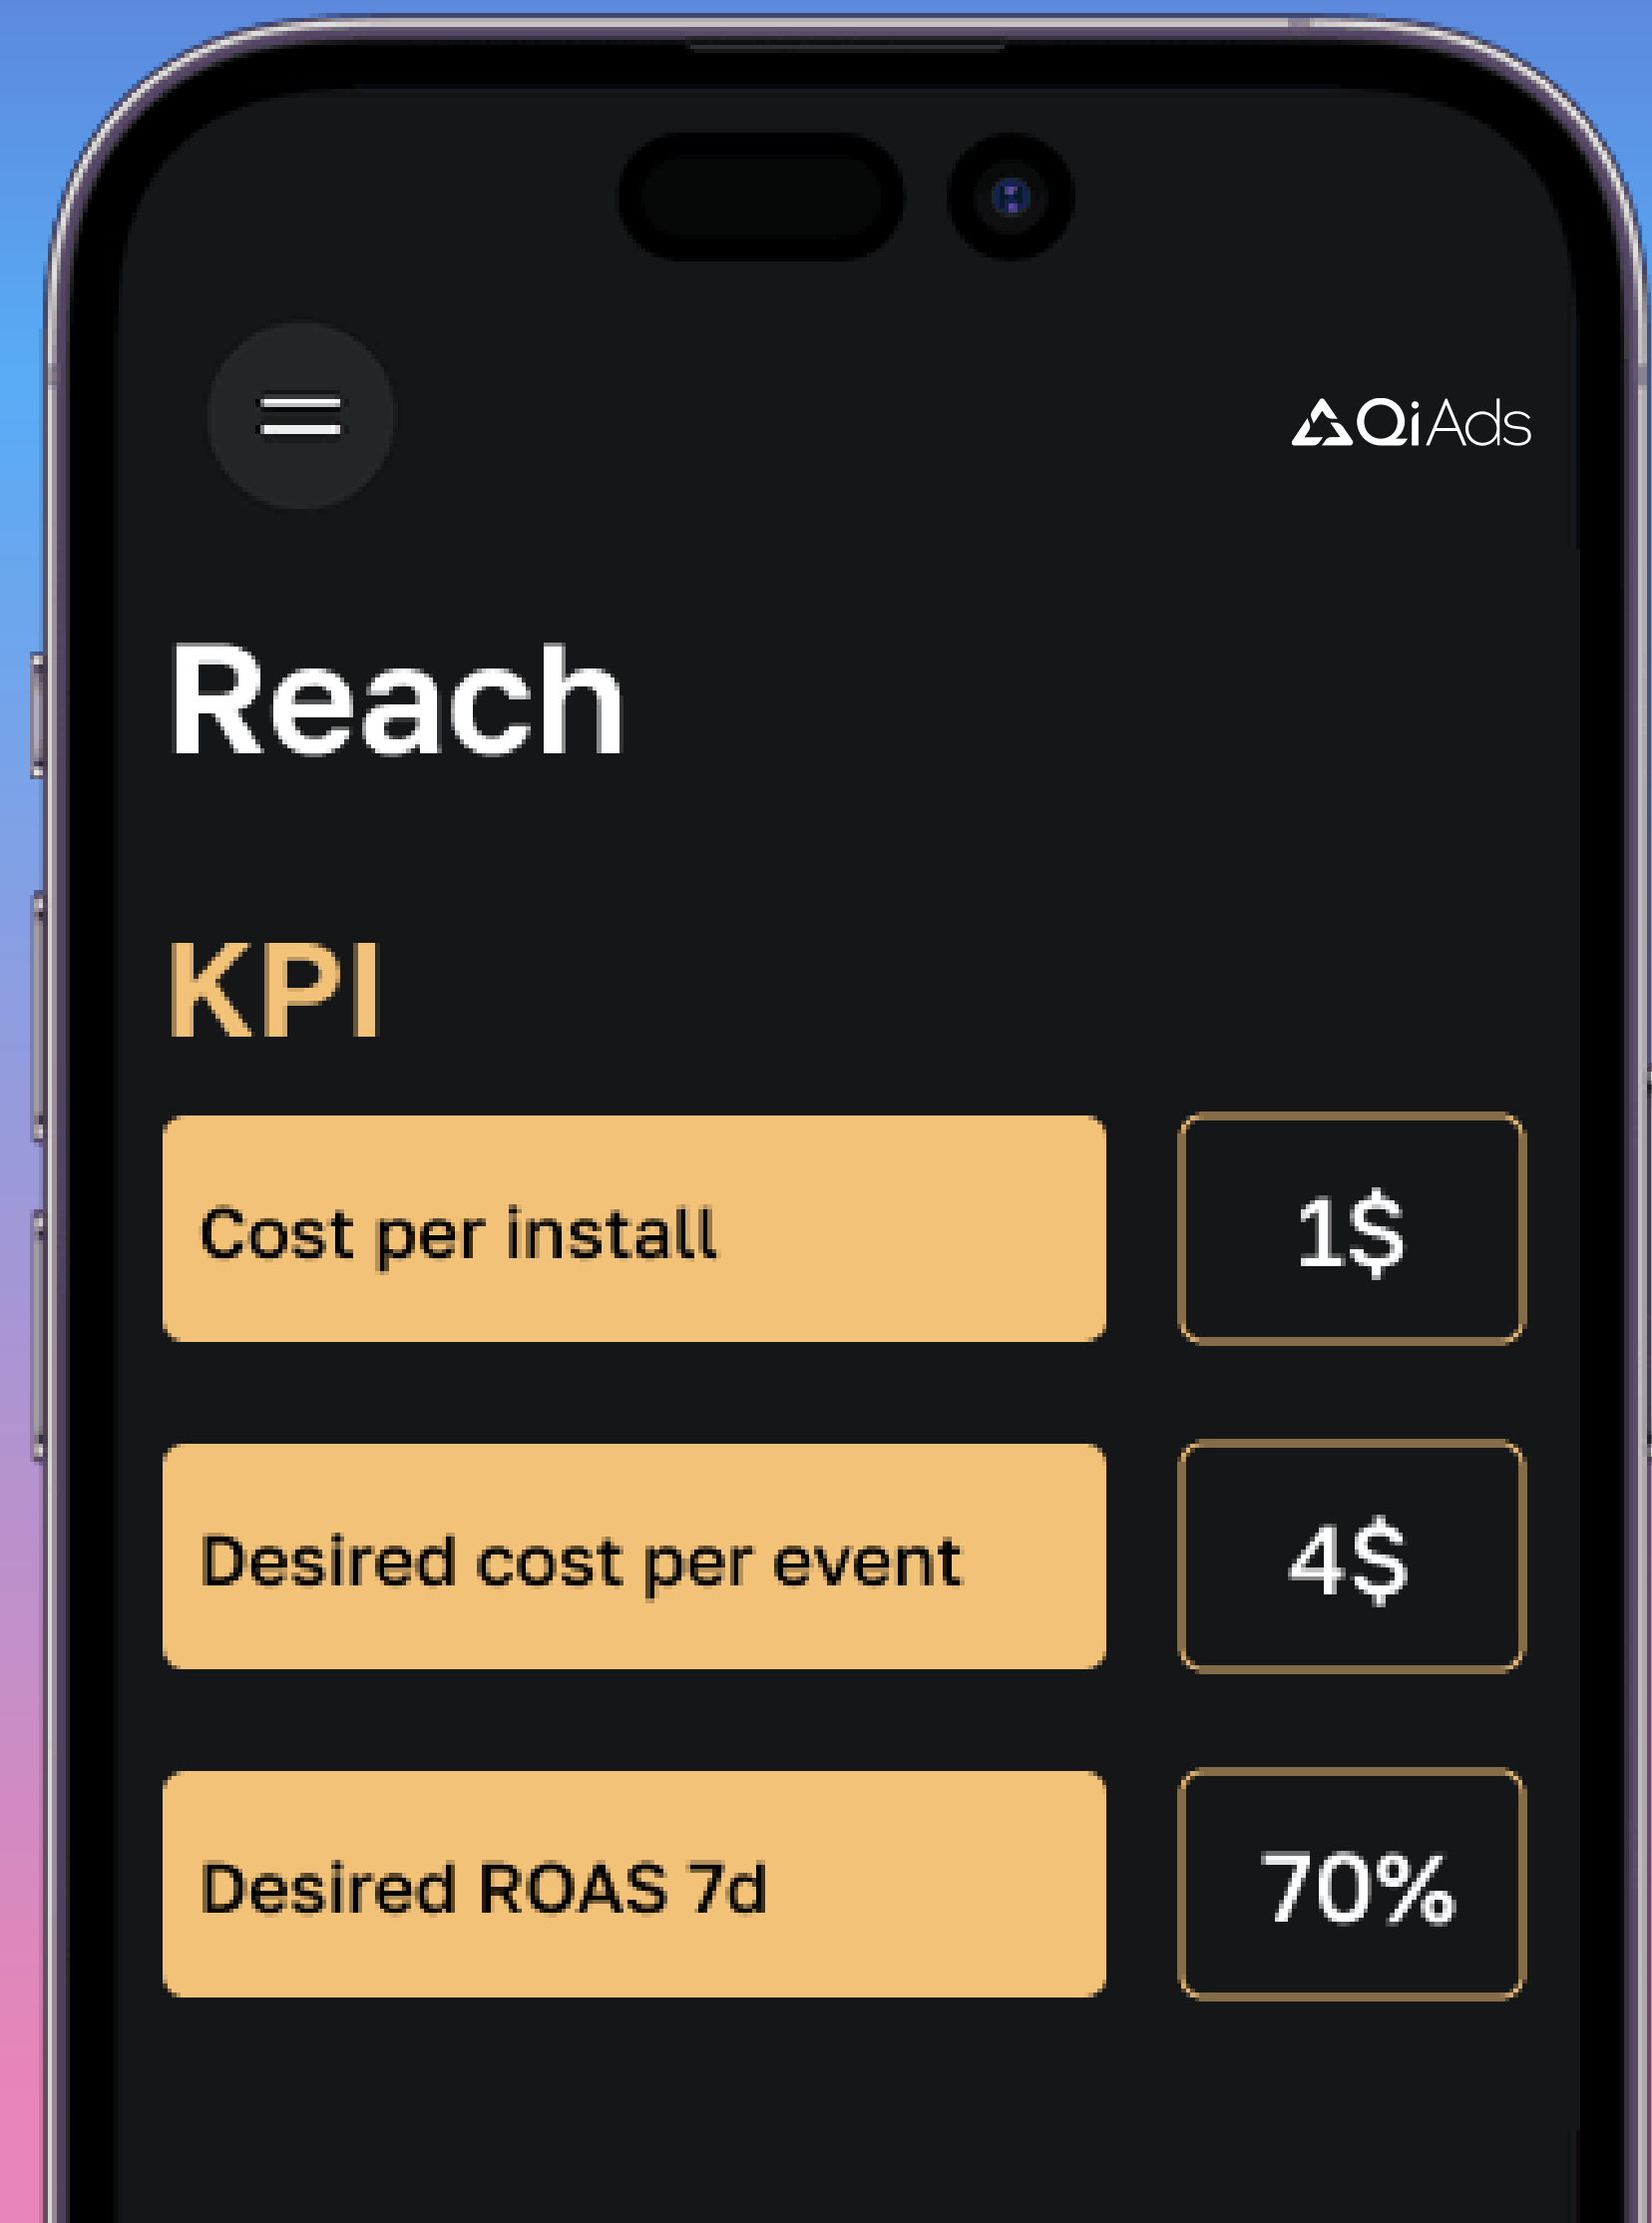 QiAds
Reach
KPI
Cost per install
1$
Desired cost per event
4$
Desired ROAS 7d
70%